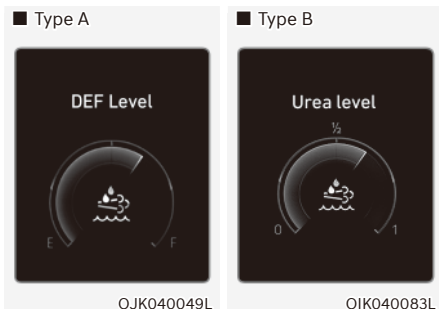 ■ Type A
DEF Level
E
F
OJK040049L
■ Type B
Urea level
½
0
1
OIK040083L